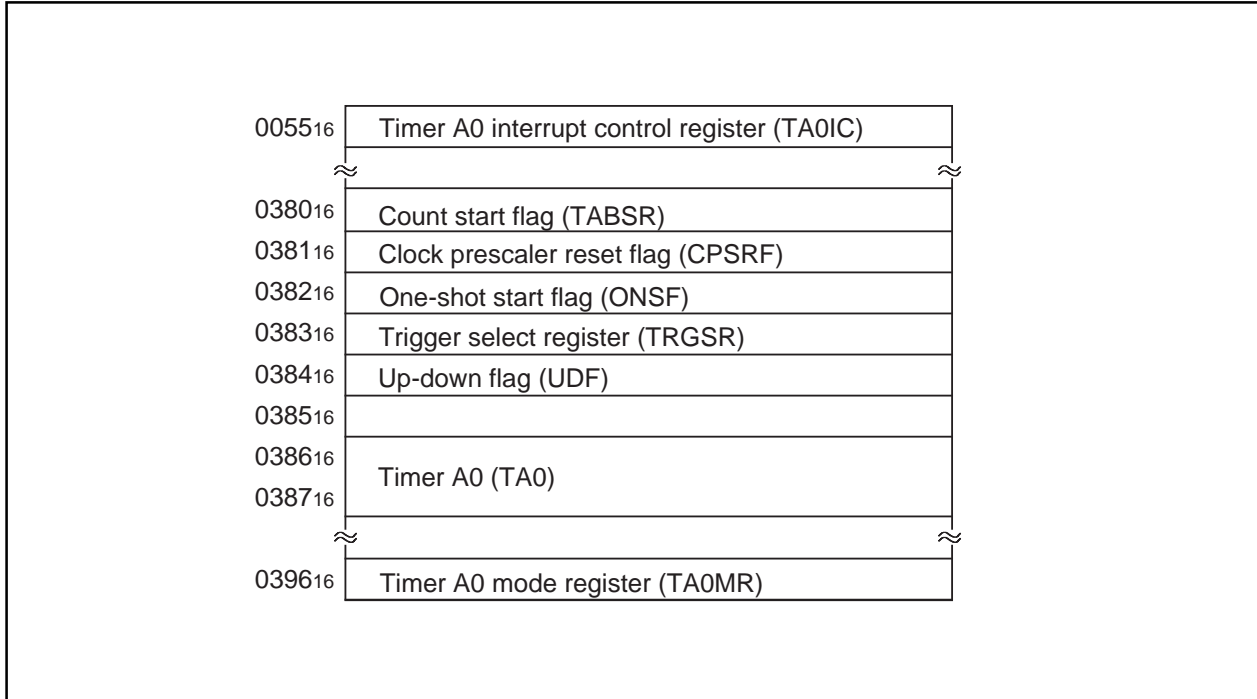 0055₁₆ Timer A0 interrupt control register (TA0IC)
0380₁₆ Count start flag (TABSR)
0381₁₆ Clock prescaler reset flag (CPSRF)
0382₁₆ One-shot start flag (ONSF)
0383₁₆ Trigger select register (TRGSR)
0384₁₆ Up-down flag (UDF)
0385₁₆
0386₁₆
Timer A0 (TA0)
0387₁₆
0396₁₆ Timer A0 mode register (TA0MR)